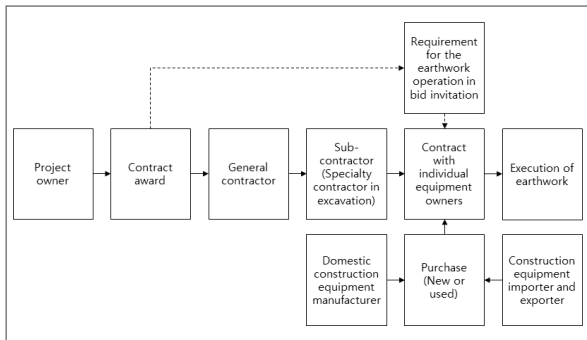 Requirement
for the
earthwork
operation in
bid invitation
Project
owner
Contract
award
General
contractor
Sub-
contractor
(Specialty
contractor in
excavation)
Contract
with
individual
equipment
owners
Execution of
earthwork
Domestic
construction
equipment
manufacturer
Purchase
(New or
used)
Construction
equipment
importer and
exporter